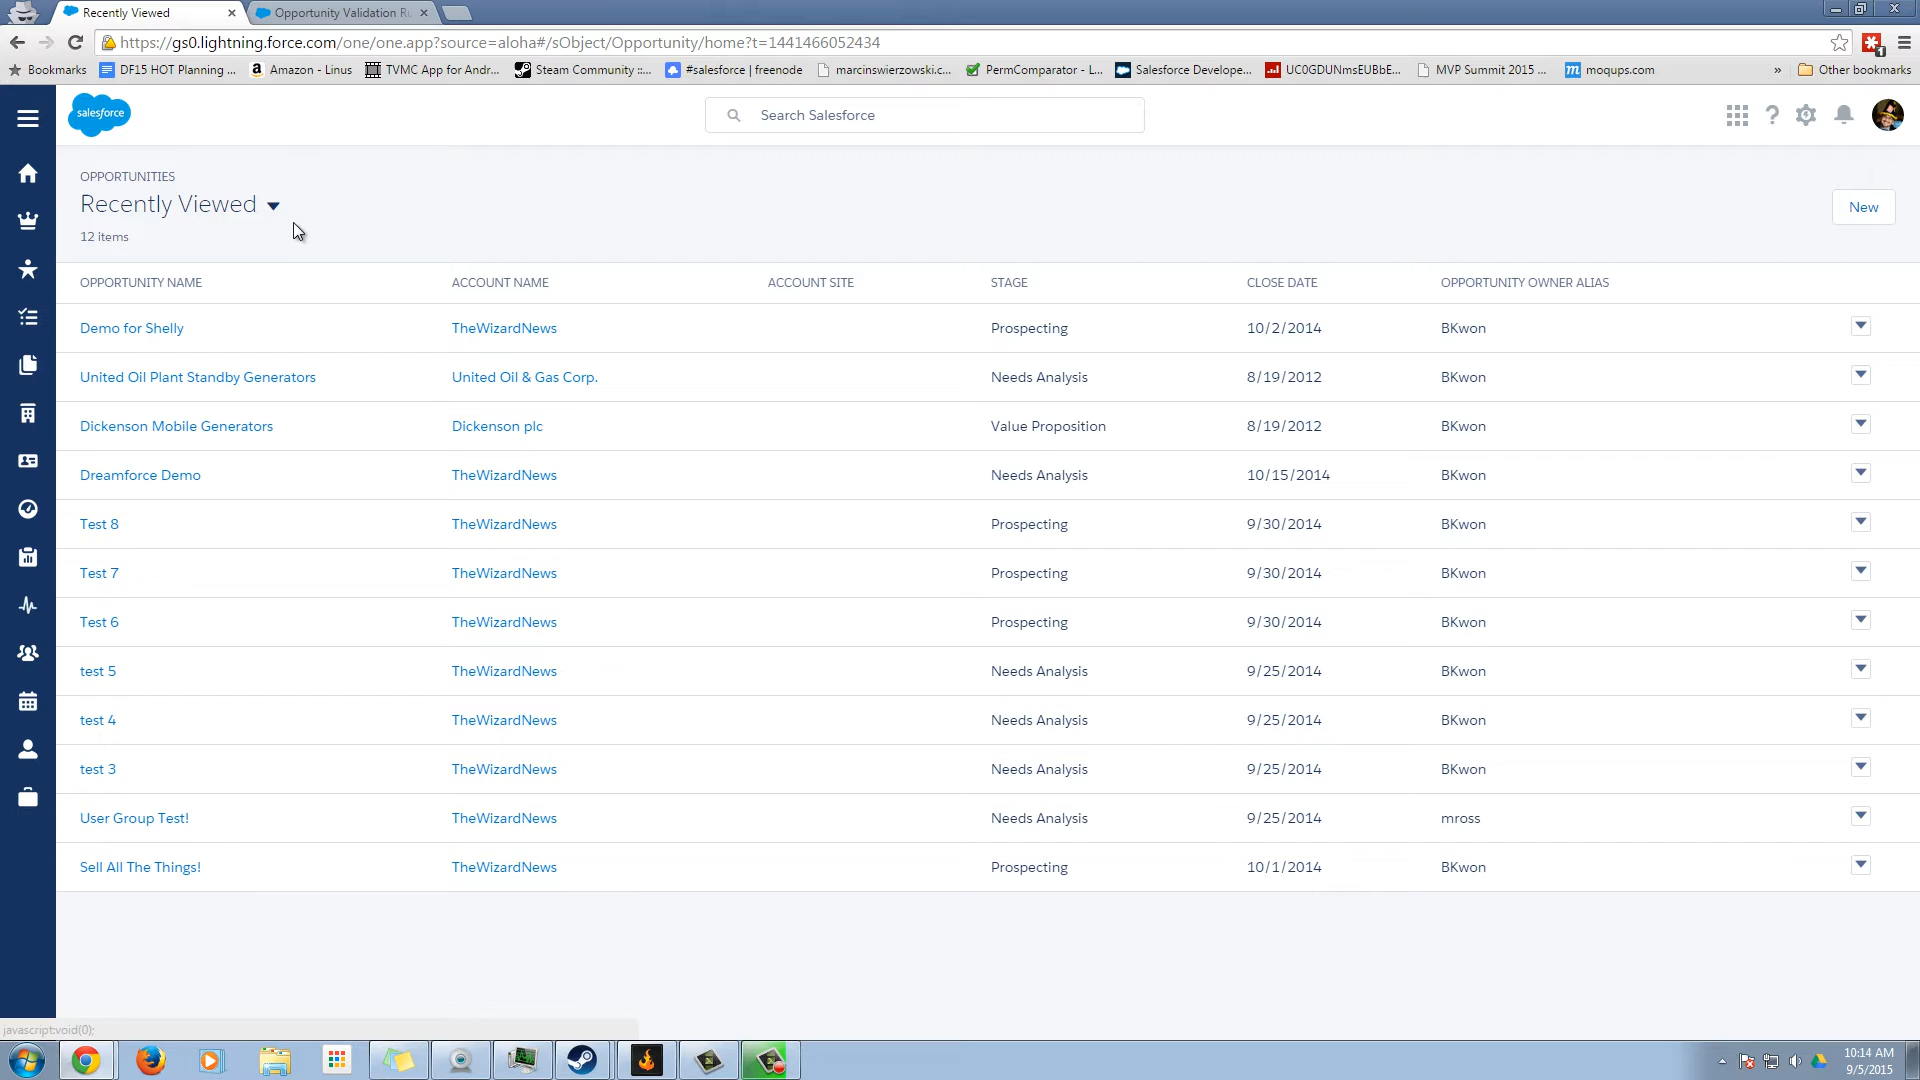 Recently Viewed
Opportunity Validation Ru
https://gs0.lightning.force.com/one/one.app?source=aloha#/sObject/Opportunity/home?t=1441466052434
Bookmarks DF15 HOT Planning ... Amazon - Linus TVMC App for Andr... Steam Community ::... #salesforce | freenode marcinswierzowski.c... PermComparator - L... Salesforce Develope... UC0GDUNmsEUBbE... MVP Summit 2015 ... moqups.com » Other bookmarks
salesforce
Search Salesforce
OPPORTUNITIES
Recently Viewed
12 items
New
OPPORTUNITY NAME ACCOUNT NAME ACCOUNT SITE STAGE CLOSE DATE OPPORTUNITY OWNER ALIAS
Demo for Shelly TheWizardNews Prospecting 10/2/2014 BKwon
United Oil Plant Standby Generators United Oil & Gas Corp. Needs Analysis 8/19/2012 BKwon
Dickenson Mobile Generators Dickenson plc Value Proposition 8/19/2012 BKwon
Dreamforce Demo TheWizardNews Needs Analysis 10/15/2014 BKwon
Test 8 TheWizardNews Prospecting 9/30/2014 BKwon
Test 7 TheWizardNews Prospecting 9/30/2014 BKwon
Test 6 TheWizardNews Prospecting 9/30/2014 BKwon
test 5 TheWizardNews Needs Analysis 9/25/2014 BKwon
test 4 TheWizardNews Needs Analysis 9/25/2014 BKwon
test 3 TheWizardNews Needs Analysis 9/25/2014 BKwon
User Group Test! TheWizardNews Needs Analysis 9/25/2014 mross
Sell All The Things! TheWizardNews Prospecting 10/1/2014 BKwon
javascript:void(0);
10:14 AM
9/5/2015